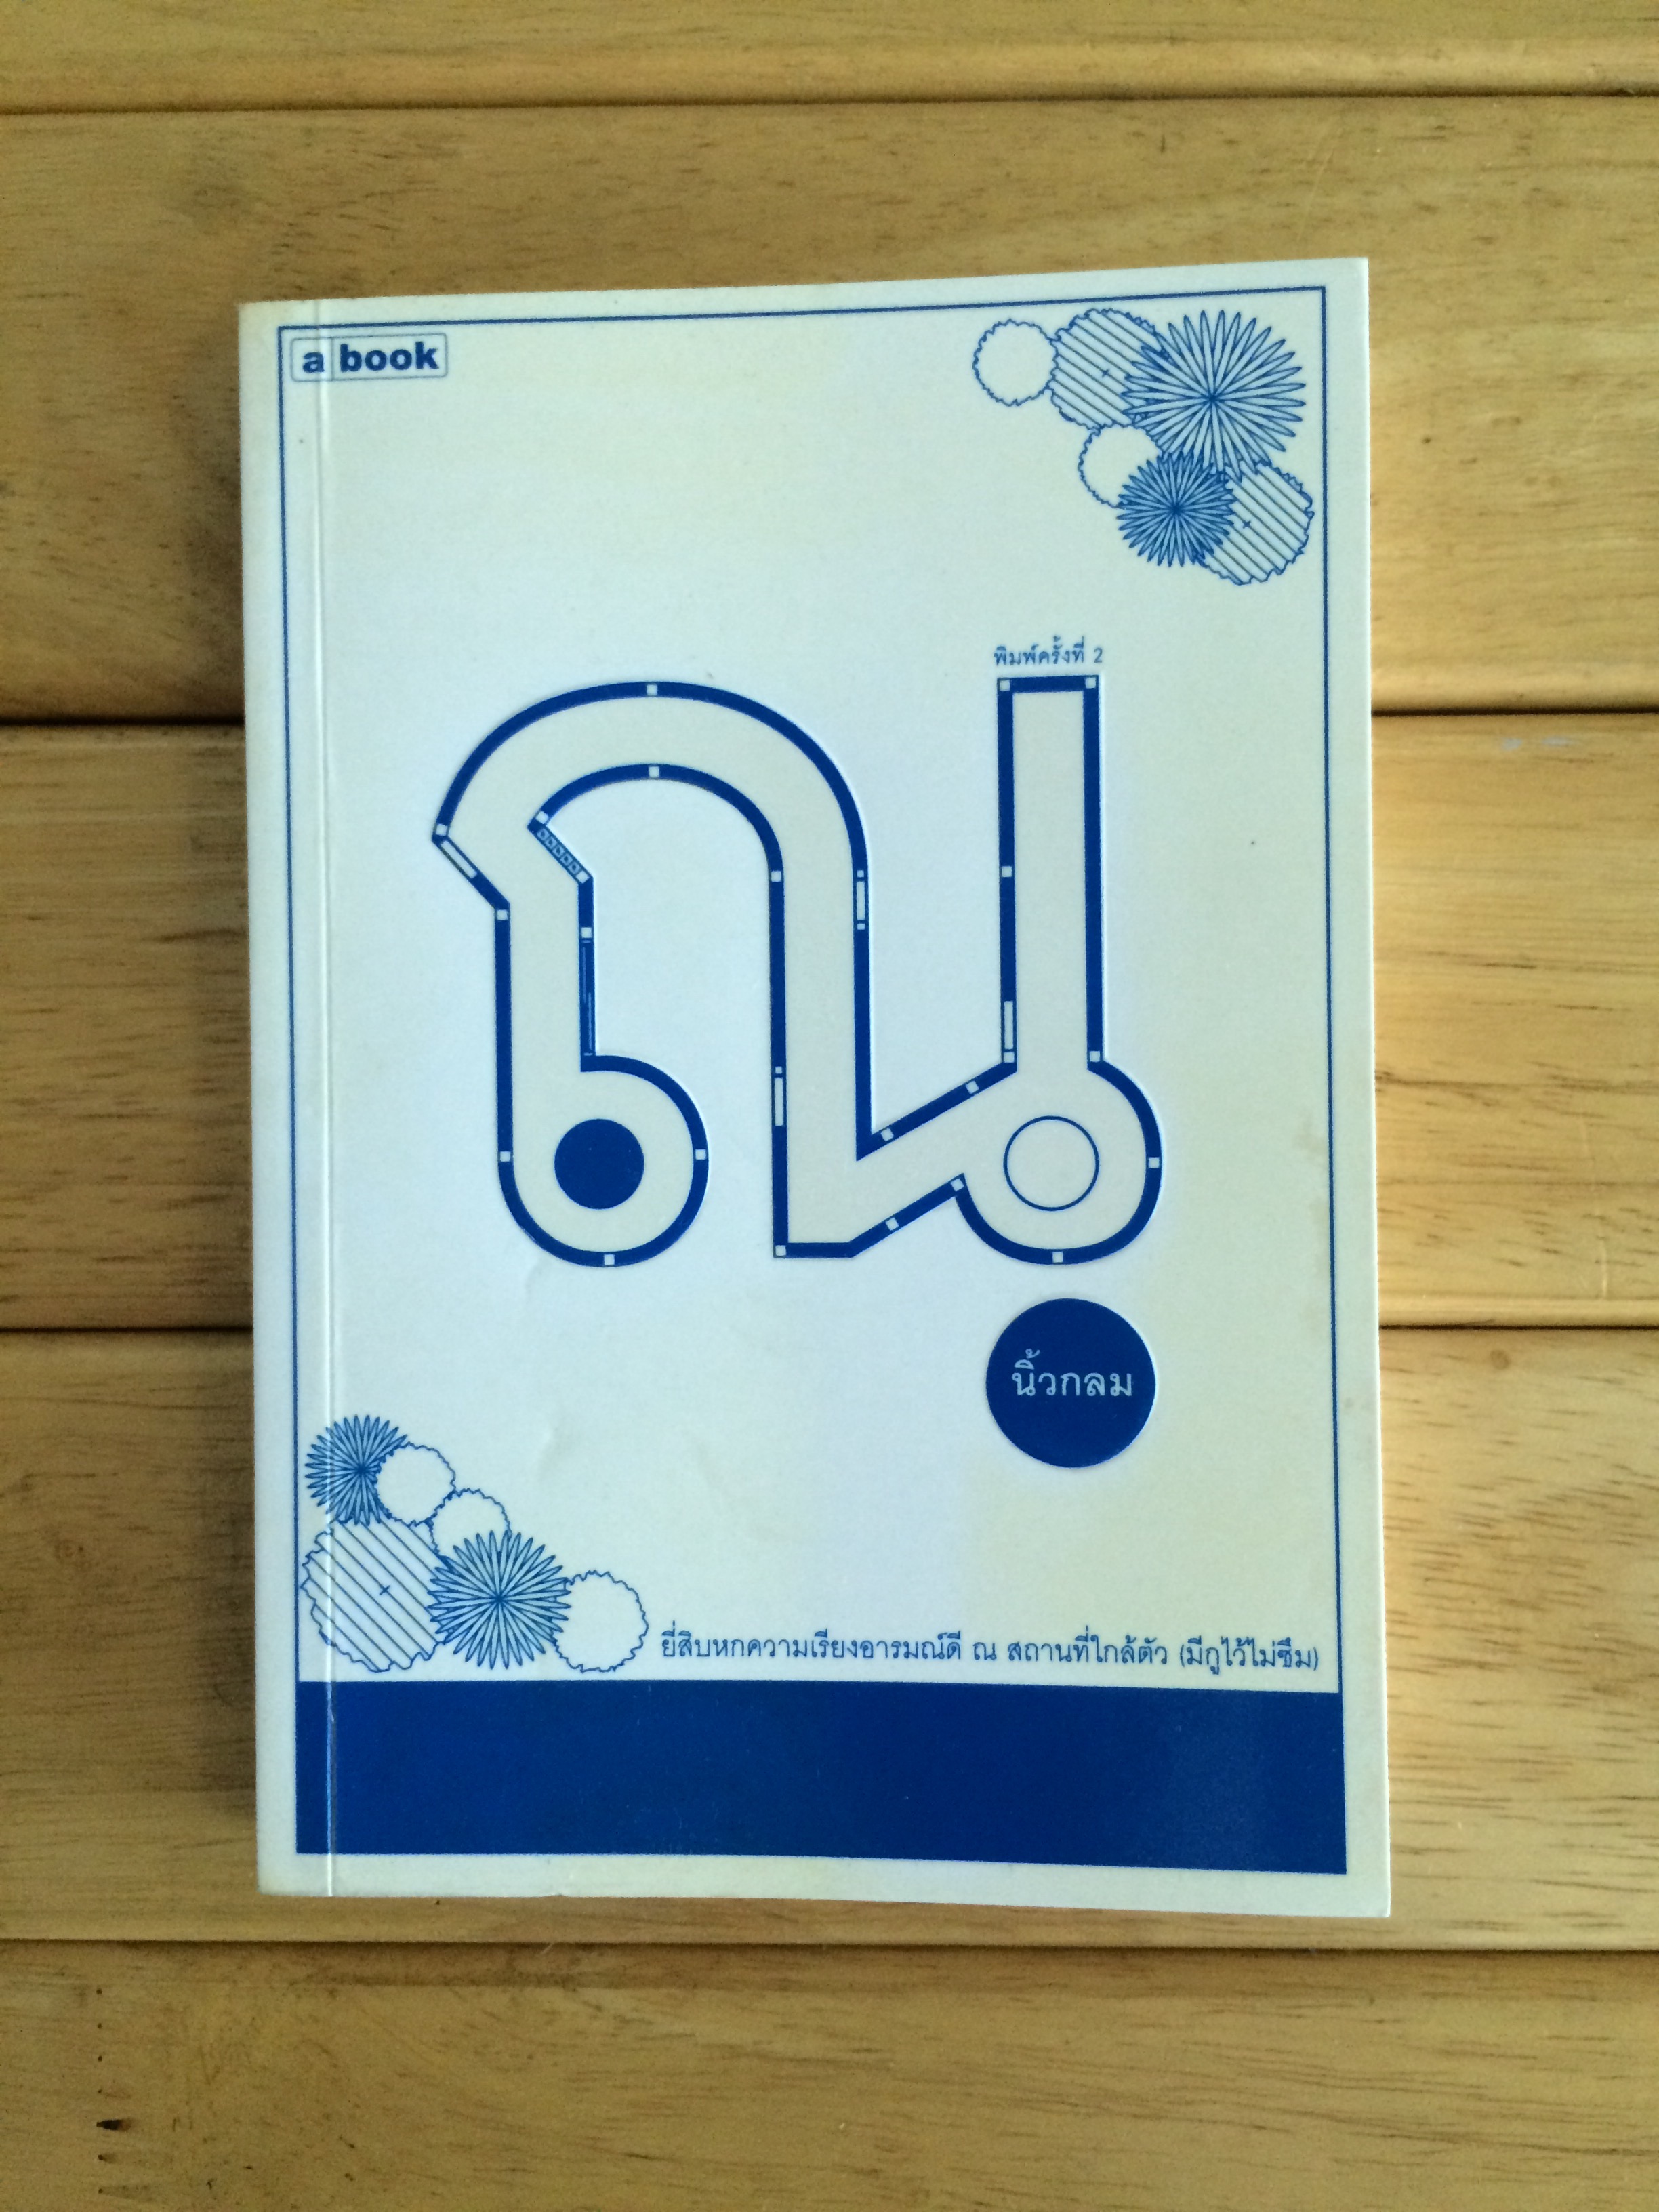 a book
พิมพ์ครั้งที่ 2
ณ
นิ้วกลม
ยี่สิบหกความเรียงอารมณ์ดี ณ สถานที่ใกล้ตัว (มีกูไว้ไม่ซึม)